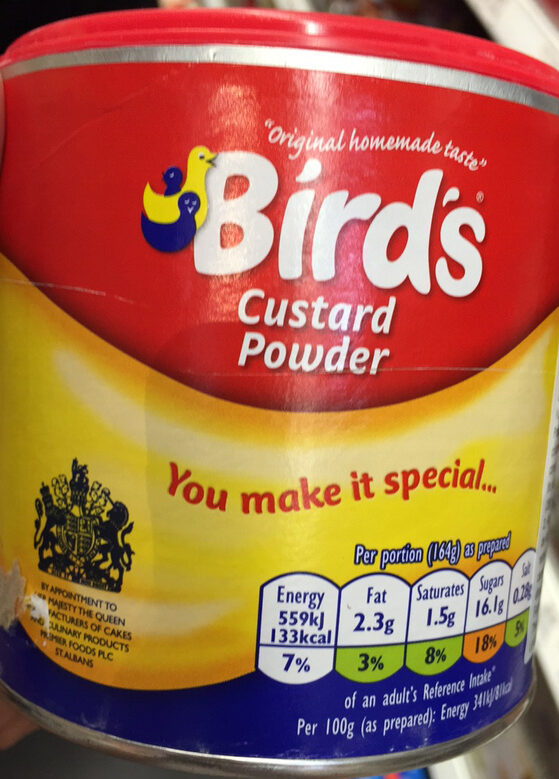 "Original homemade taste"
Bird's®
Custard
Powder
You make it special...
BY APPOINTMENT TO
MAJESTY THE QUEEN
OF CAKES
CULINARY PRODUCTS
PREMIER FOODS PLC
ST.ALBANS
Per portion (164g) as prepared
Energy
559kJ
133kcal
7%
Fat
2.3g
3%
Saturates
1.5g
8%
Sugars
16.1g
18%
Salt
of an adult's Reference Intake*
Per 100g (as prepared): Energy